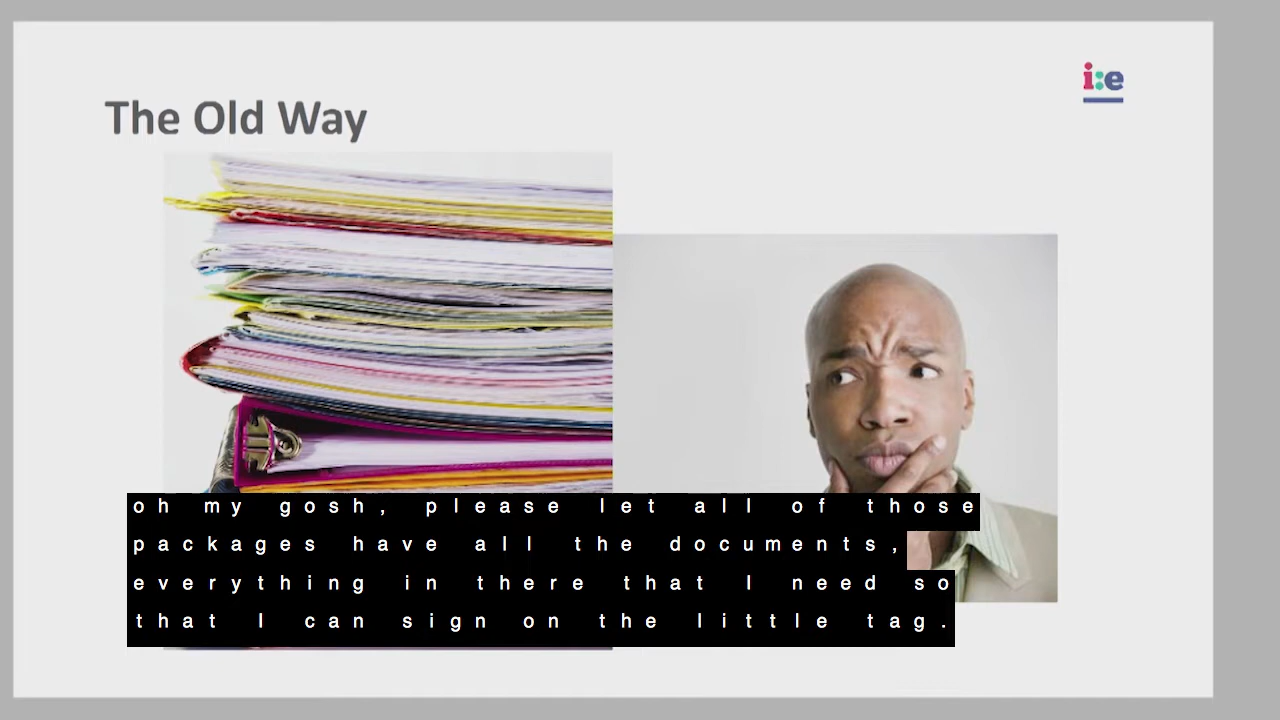 i:e
The Old Way
oh my gosh, please let all of those
packages have all the documents,
everything in there that I need so
that I can sign on the little tag.